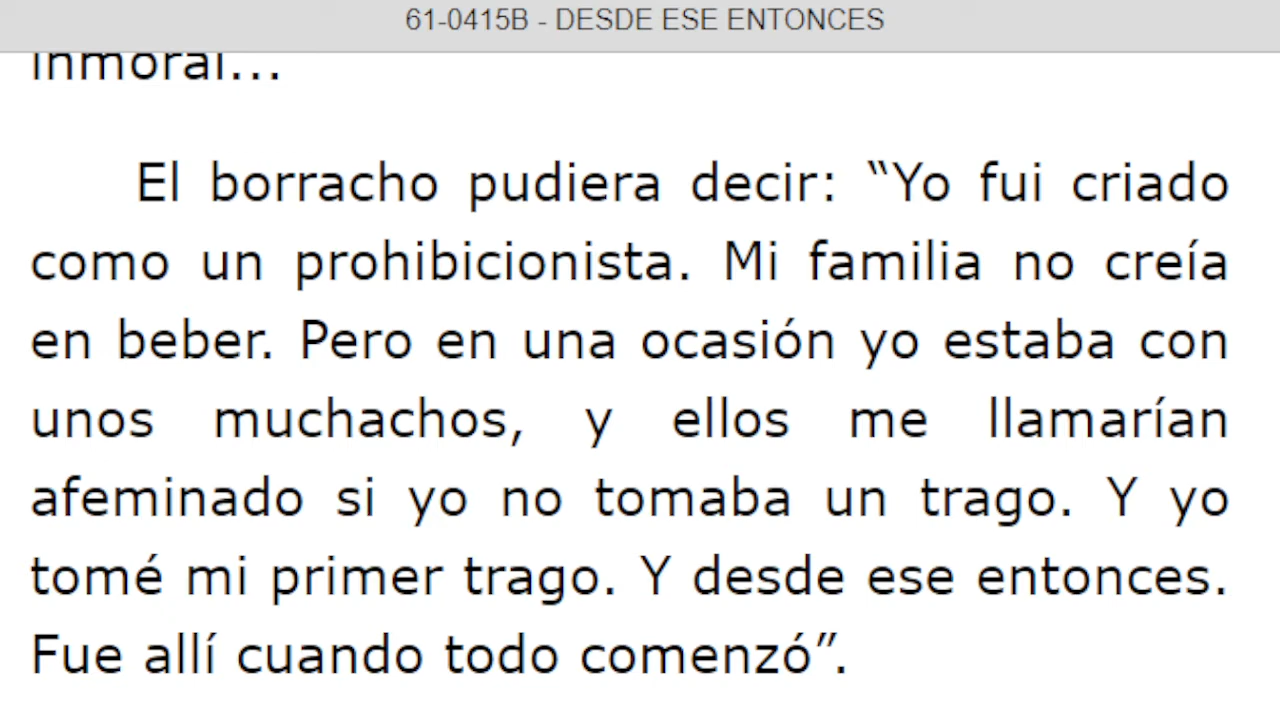 61-0415B - DESDE ESE ENTONCES
inmoral...
El borracho pudiera decir: “Yo fui criado
como un prohibicionista. Mi familia no creía
en beber. Pero en una ocasión yo estaba con
unos muchachos, y ellos me llamarían
afeminado si yo no tomaba un trago. Y yo
tomé mi primer trago. Y desde ese entonces.
Fue allí cuando todo comenzó”.